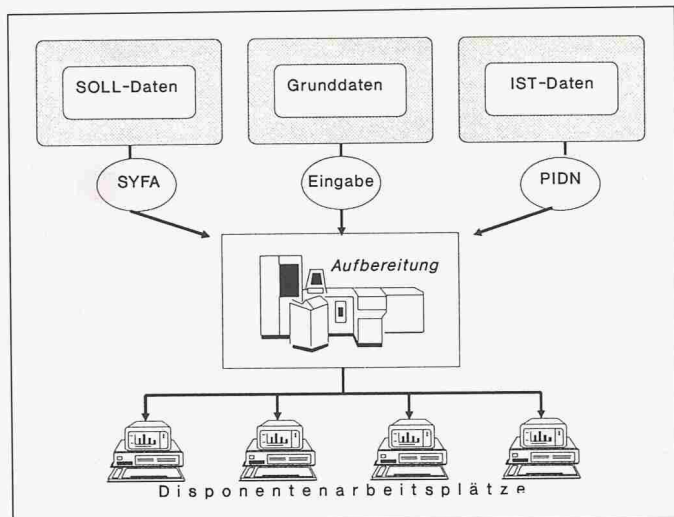 SOLL-Daten
Grunddaten
IST-Daten
SYFA
Eingabe
PIDN
Aufbereitung
Disponentenarbeitsplätze